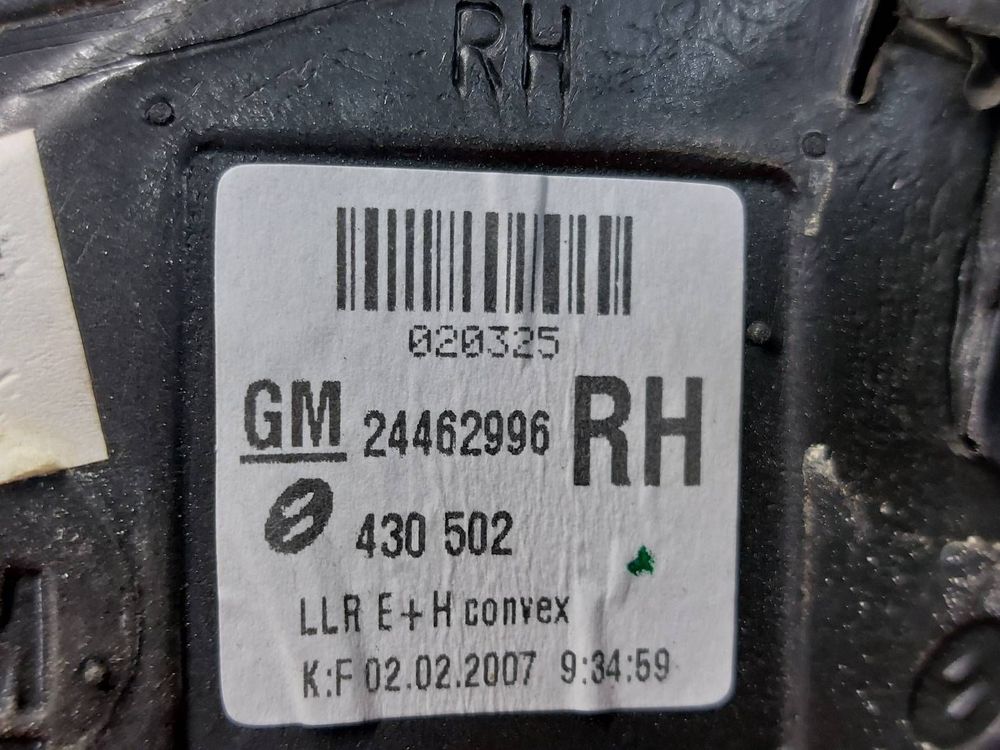 RH
020325
GM 24462996 RH
430 502
LLR E+H convex
K:F 02.02.2007 9:34:59